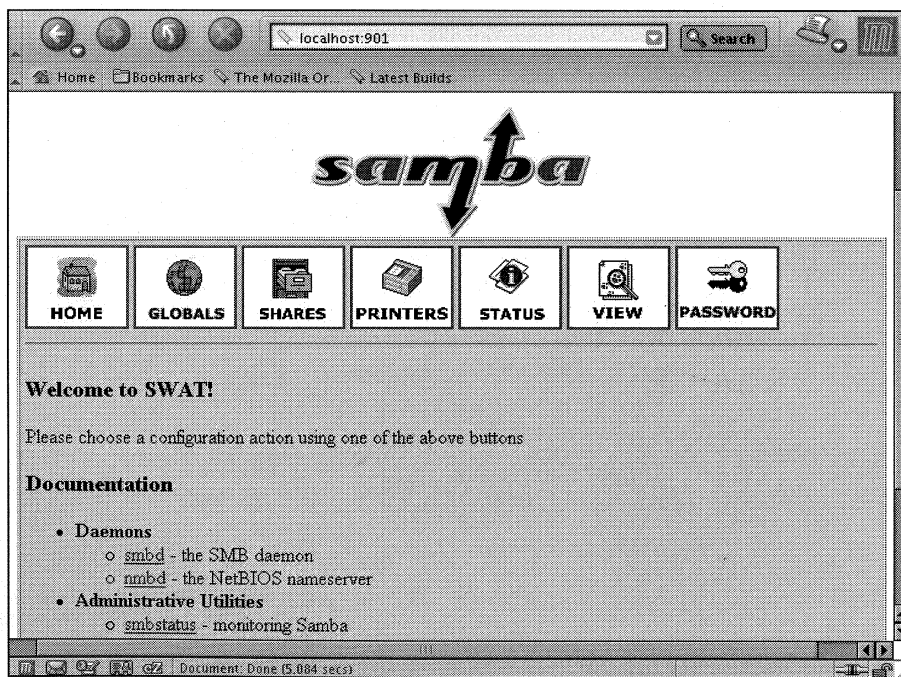 localhost:901
Search
Home Bookmarks The Mozilla Or... Latest Builds
samba
HOME GLOBALS SHARES PRINTERS STATUS VIEW PASSWORD
Welcome to SWAT!
Please choose a configuration action using one of the above buttons
Documentation
• Daemons
o smbd - the SMB daemon
o nmbd - the NetBIOS nameserver
• Administrative Utilities
o smbstatus - monitoring Samba
Document: Done (5.084 secs)